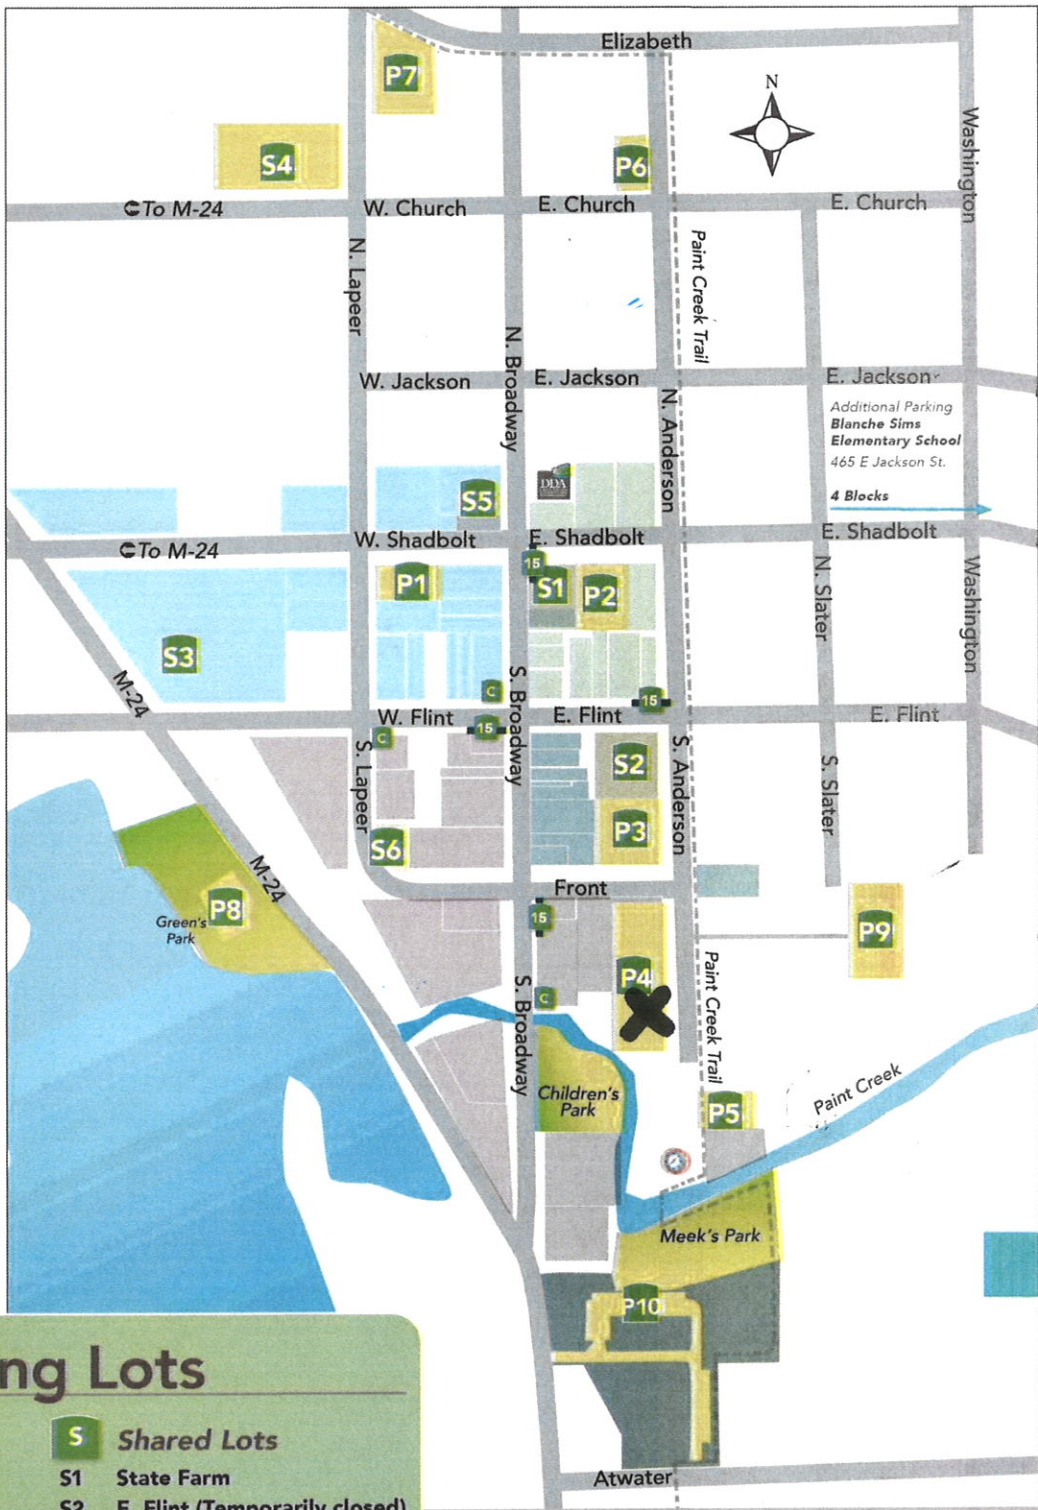 Elizabeth
P7
N
Washington
S4
P6
To M-24
W. Church
E. Church
E. Church
N. Lapeer
Paint Creek Trail
N. Broadway
W. Jackson
E. Jackson
E. Jackson
N. Anderson
Additional Parking
Blanche Sims
Elementary School
465 E Jackson St.
4 Blocks
S5
DDA
To M-24
W. Shadbolt
E. Shadbolt
E. Shadbolt
15
P1
S1
P2
N. Slater
Washington
S3
M-24
C
S. Broadway
15
W. Flint
E. Flint
E. Flint
C
15
S. Lapeer
S2
S. Anderson
S. Slater
P3
S6
M-24
Front
P8
Green's
Park
15
P9
P4
S. Broadway
C
Paint Creek Trail
Children's
Park
P5
Paint Creek
Meek's Park
P10
ng Lots
S Shared Lots
S1 State Farm
S2 E. Flint (Temporarily closed)
Atwater